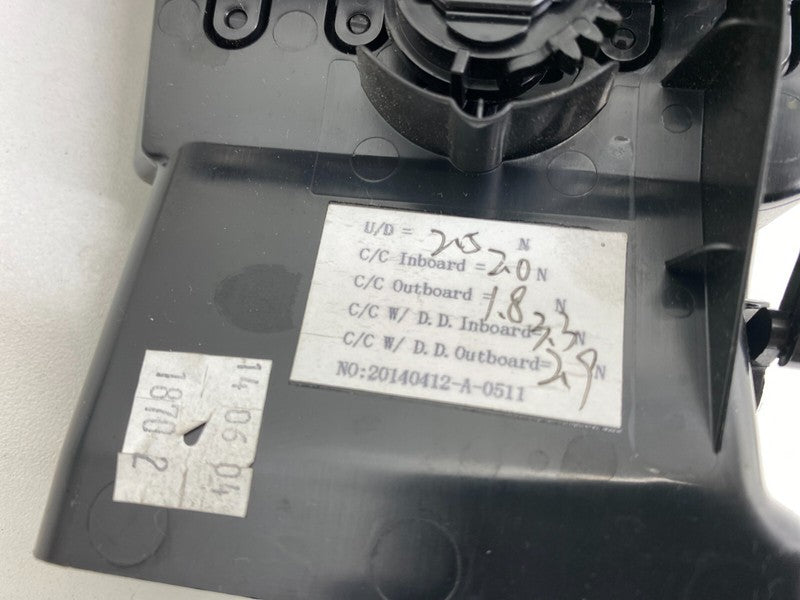 U/D = 2.5 N
C/C Inboard = 2.0 N
C/C Outboard = 1.8 N
C/C W/ D.D. Inboard= 3.3 N
C/C W/ D.D. Outboard= 2.9 N
NO:20140412-A-0511
14 06 04
1870 2